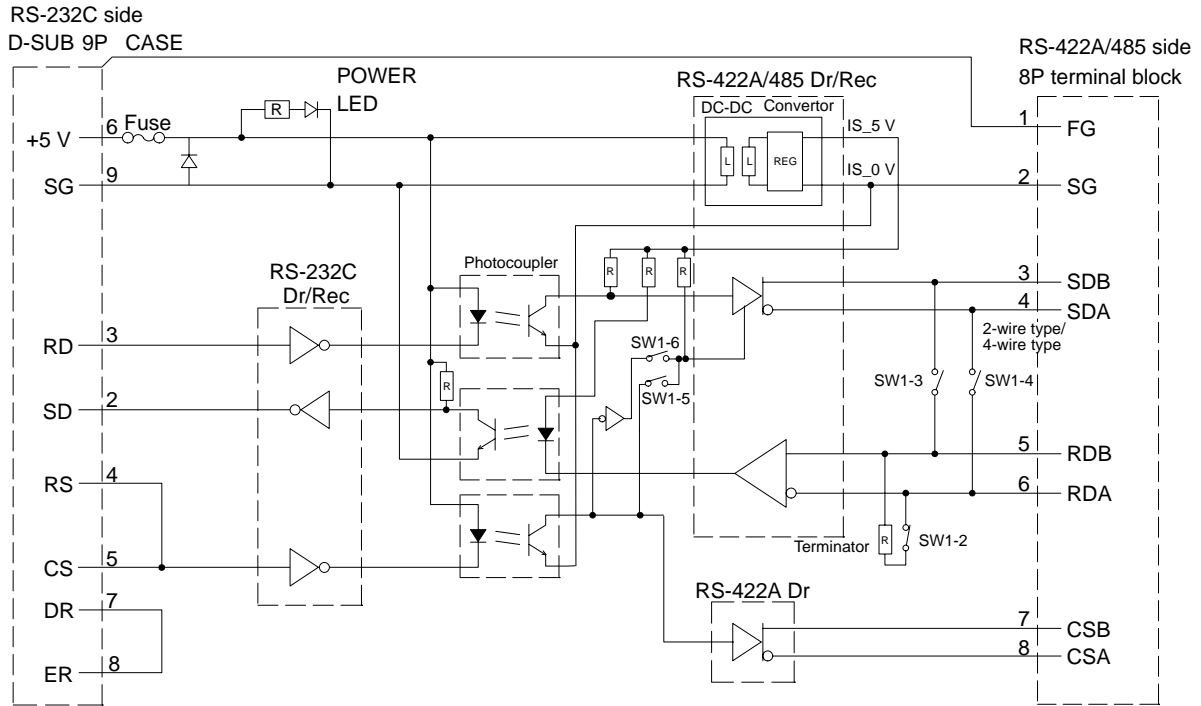 RS-232C side
D-SUB 9P CASE
RS-422A/485 side
8P terminal block
POWER
LED
RS-422A/485 Dr/Rec
DC-DC Convertor
R
+5 V
6
Fuse
IS_5 V
1
FG
L
L
REG
SG
9
IS_0 V
2
SG
Photocoupler
RS-232C
Dr/Rec
R
R
R
3
SDB
4
SDA
2-wire type/
4-wire type
RD
3
SW1-6
R
SW1-5
SW1-3
SW1-4
SD
2
5
RDB
RS
4
6
RDA
R
SW1-2
Terminator
CS
5
RS-422A Dr
DR
7
7
CSB
8
CSA
ER
8